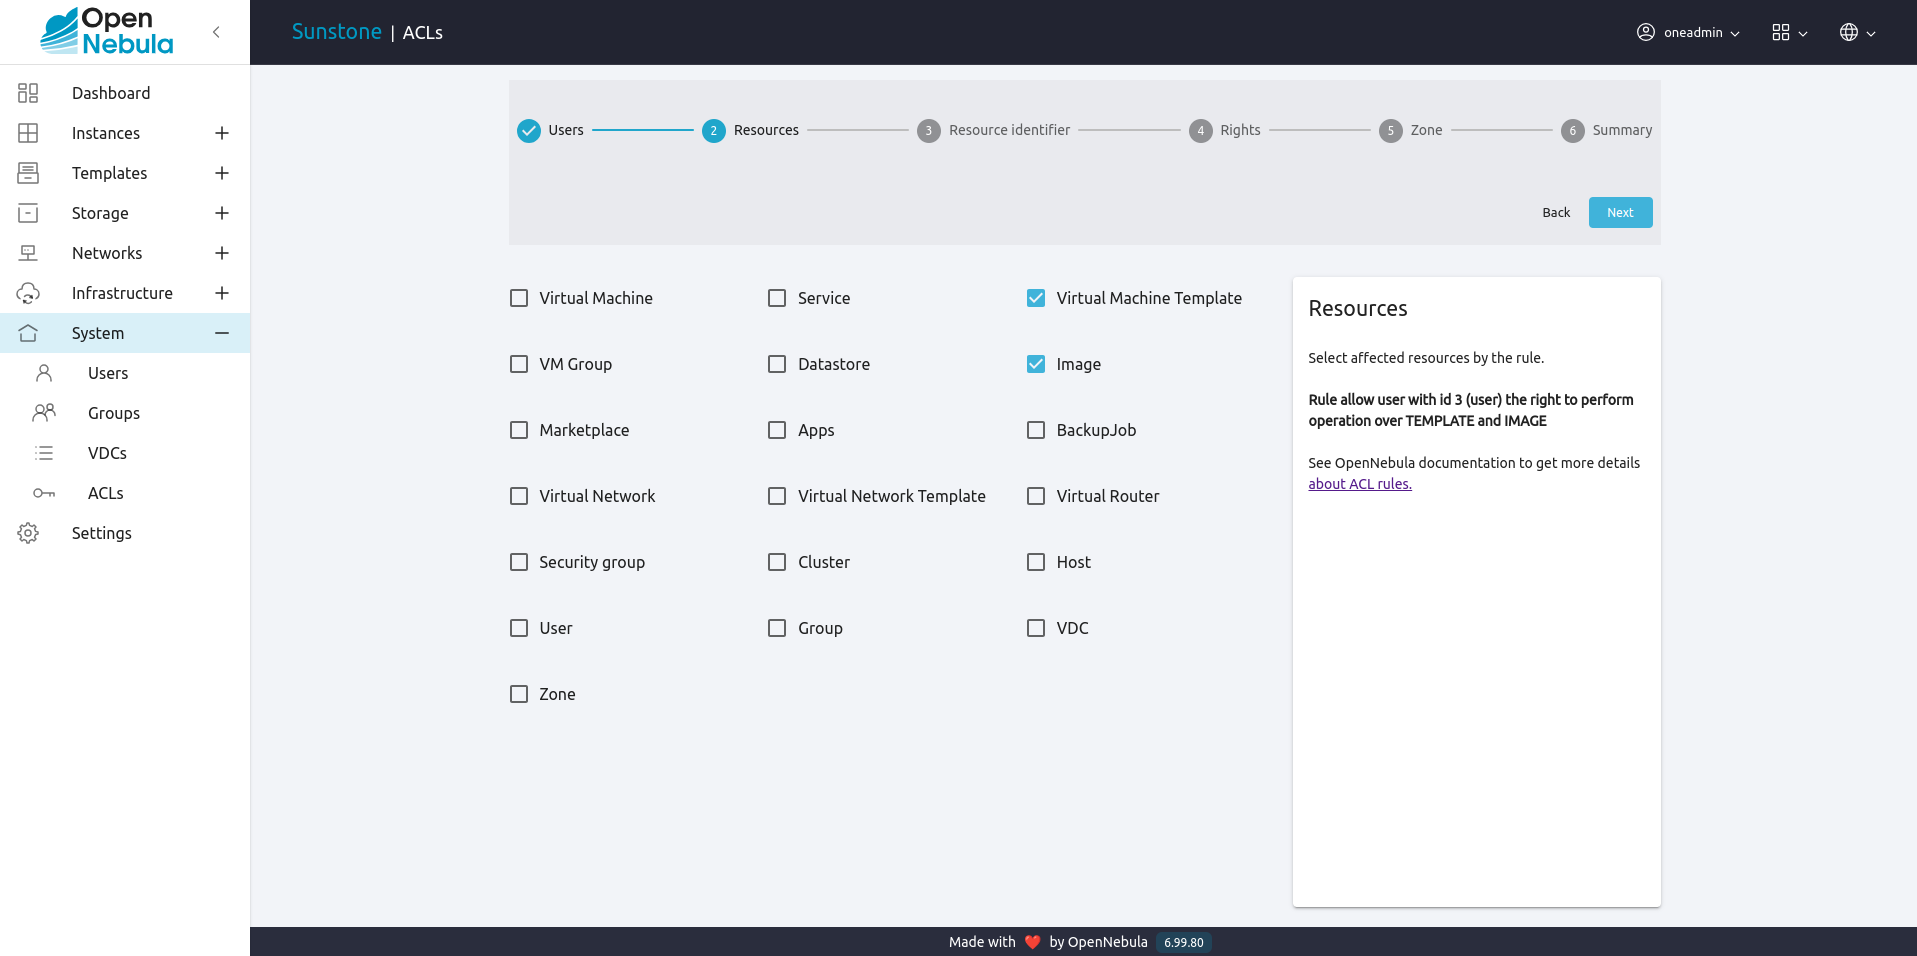 Open
Nebula
Sunstone | ACLs
oneadmin
Dashboard
Instances
Templates
Storage
Networks
Infrastructure
System
Users
Groups
VDCs
ACLs
Settings
Users
2 Resources
3 Resource identifier
4 Rights
5 Zone
6 Summary
Back
Next
Virtual Machine
Service
Virtual Machine Template
VM Group
Datastore
Image
Marketplace
Apps
BackupJob
Virtual Network
Virtual Network Template
Virtual Router
Security group
Cluster
Host
User
Group
VDC
Zone
Resources
Select affected resources by the rule.
Rule allow user with id 3 (user) the right to perform
operation over TEMPLATE and IMAGE
See OpenNebula documentation to get more details
about ACL rules.
Made with ❤️ by OpenNebula 6.99.80